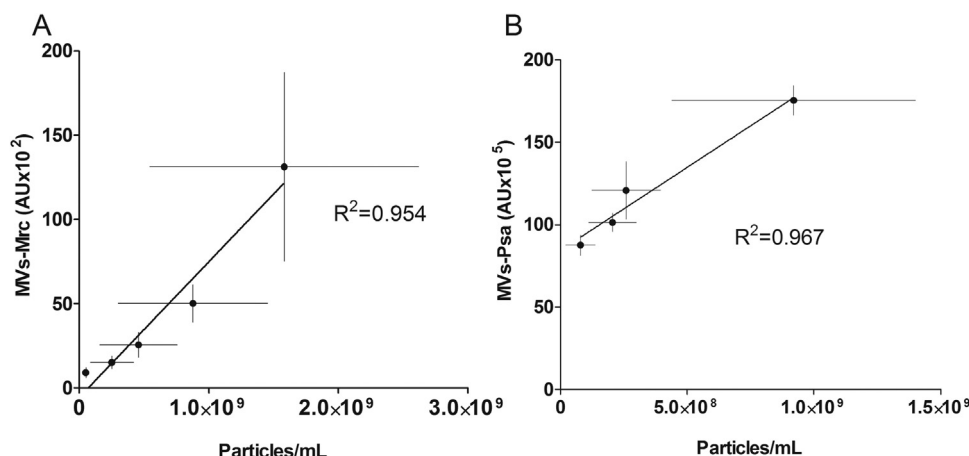 A
200
150
100
50
0
MVs-Mrc (AUx10²)
R²=0.954
1.0×10⁹
2.0×10⁹
3.0×10⁹
Particles/mL
B
200
150
100
50
0
MVs-Psa (AUx10⁵)
R²=0.967
0
5.0×10⁸
1.0×10⁹
1.5×10⁹
Particles/mL